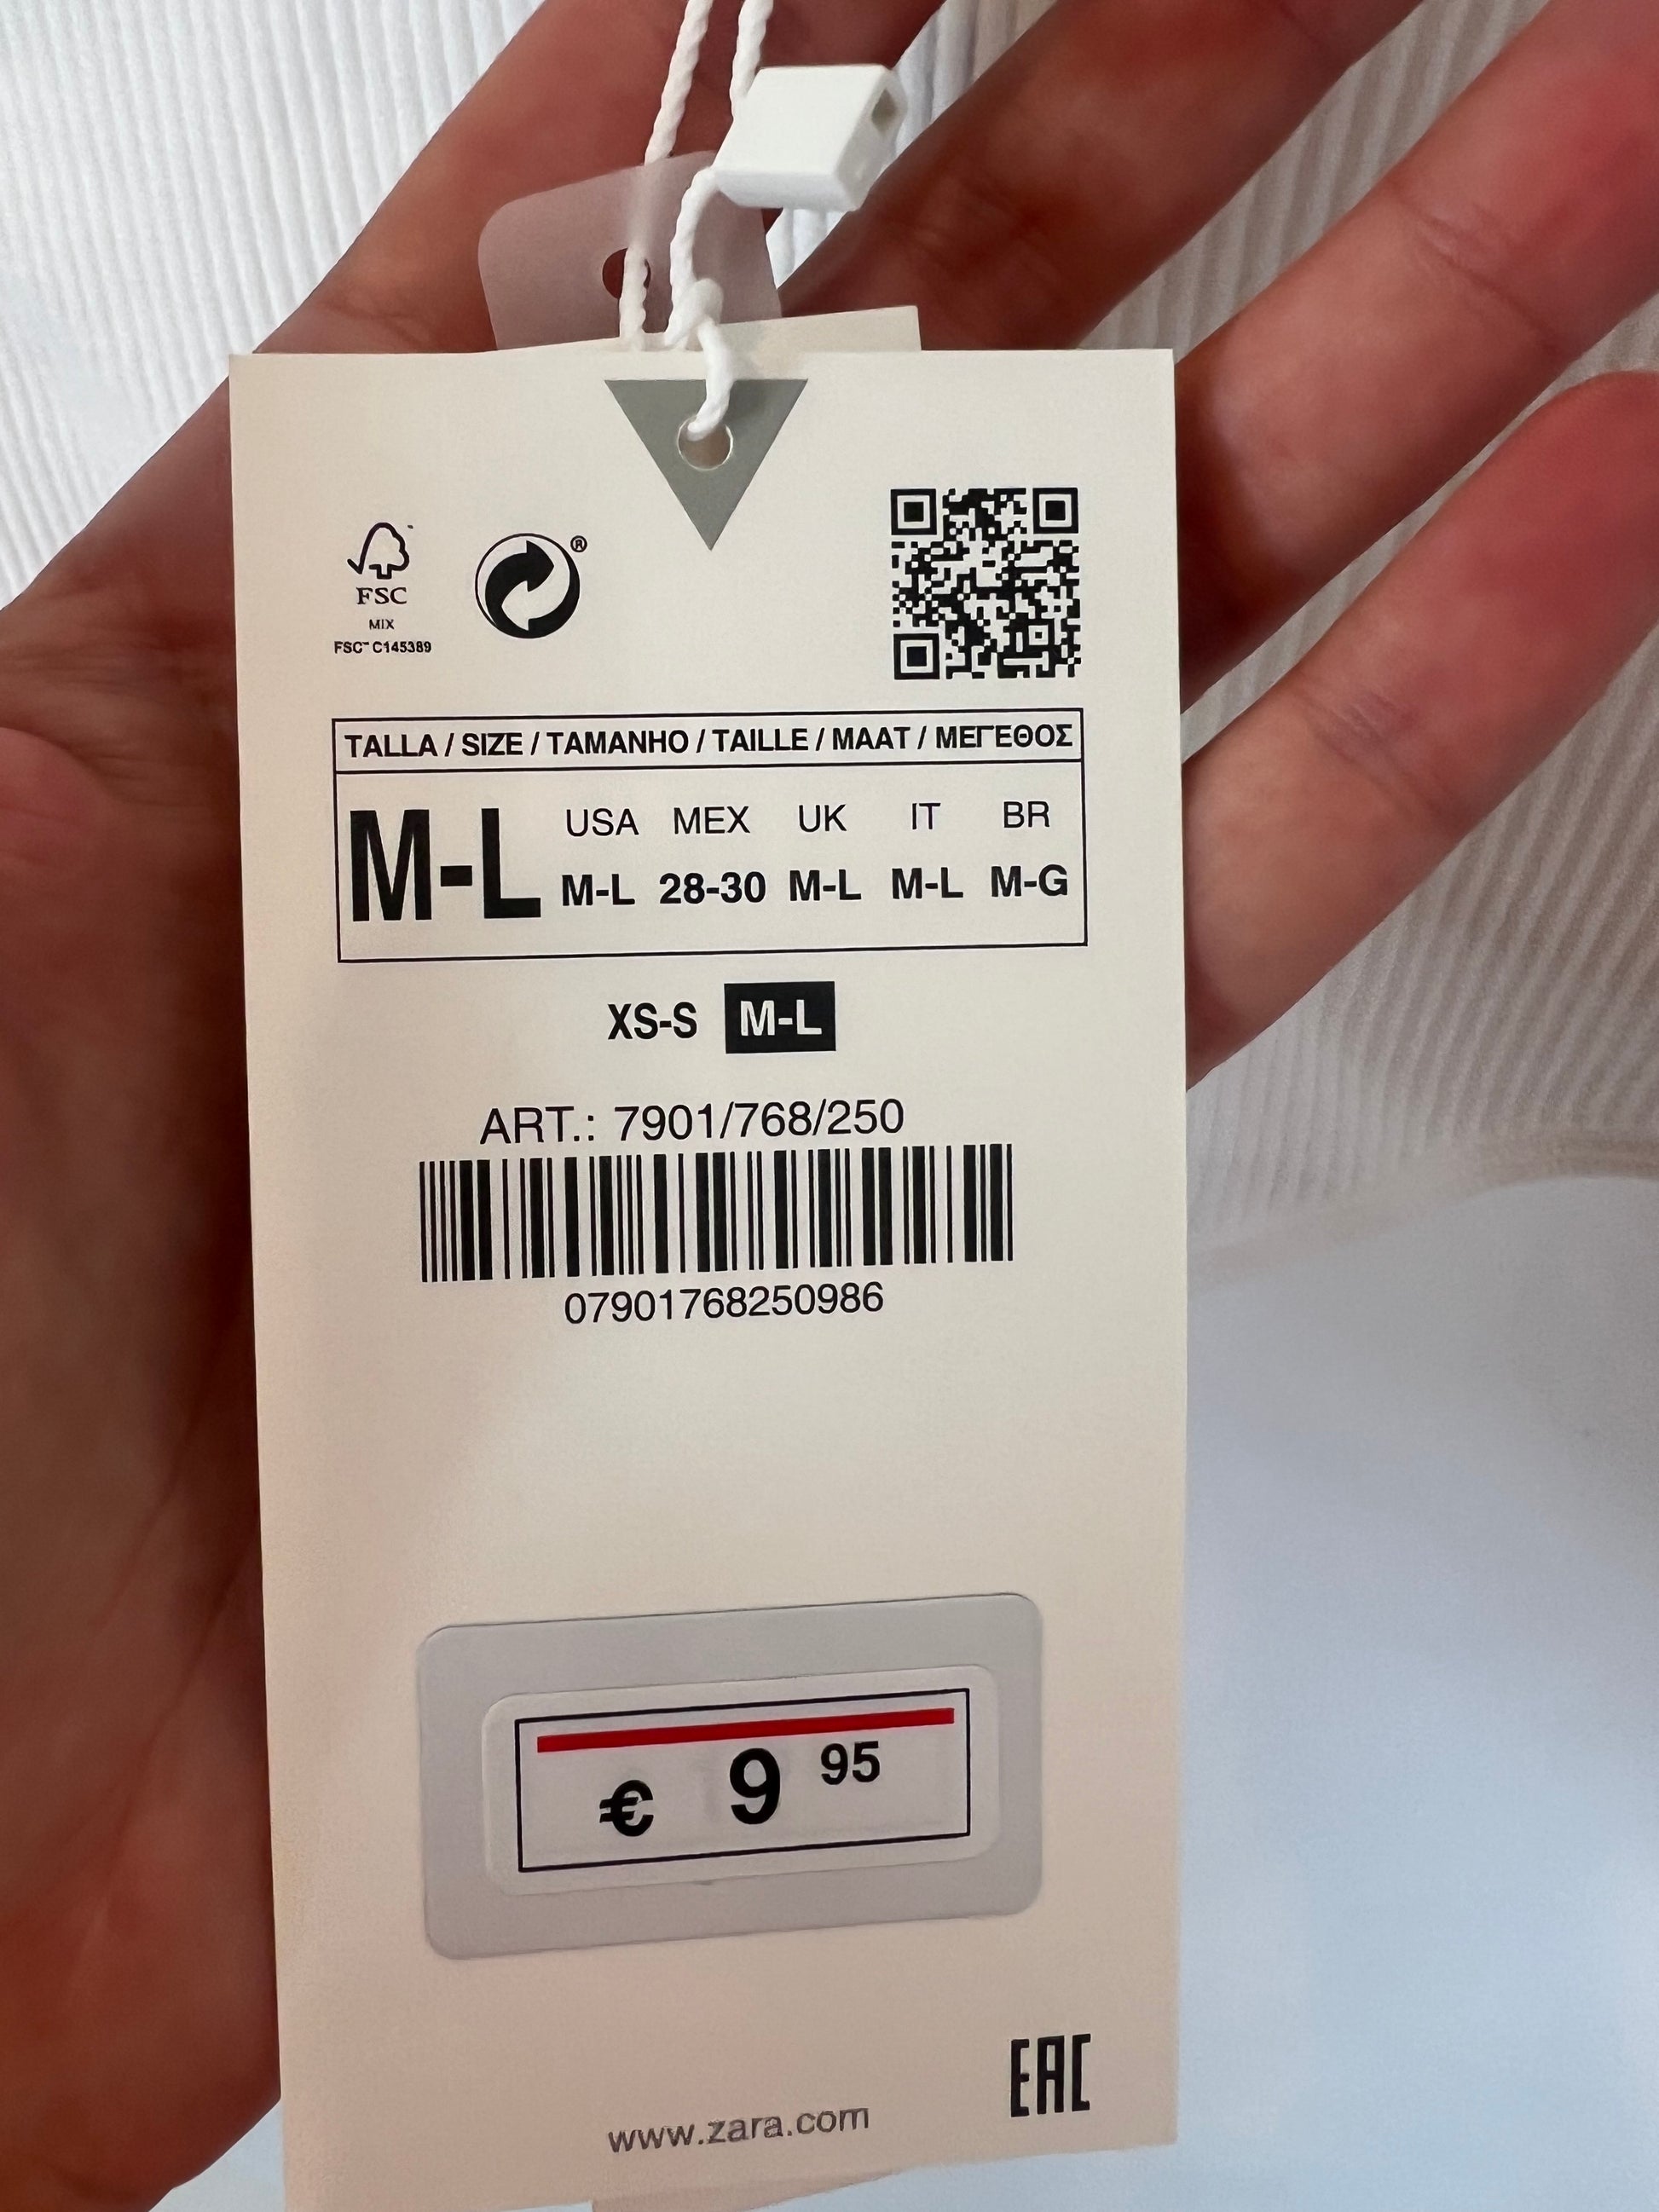 FSC
MIX
FSC™ C145389
®
TALLA / SIZE / TAMANHO / TAILLE / MAAT / ΜΕΓΕΘΟΣ
M-L
USA MEX UK IT BR
M-L 28-30 M-L M-L M-G
XS-S M-L
ART.: 7901/768/250
07901768250986
€ 9 95
EAC
www.zara.com